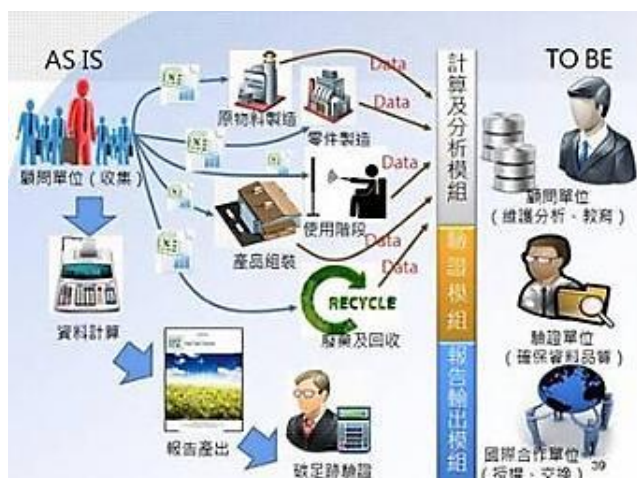 AS IS
TO BE
顧問單位（收集）
原物料製造
零件製造
使用階段
產品組裝
RECYCLE
廢棄及回收
Data
Data
Data
Data
Data
資料計算
報告產出
碳足跡驗證
計算及分析模組
驗證模組
報告輸出模組
顧問單位
（維護分析、教育）
驗證單位
（確保資料品質）
國際合作單位
（授權、交換）
39